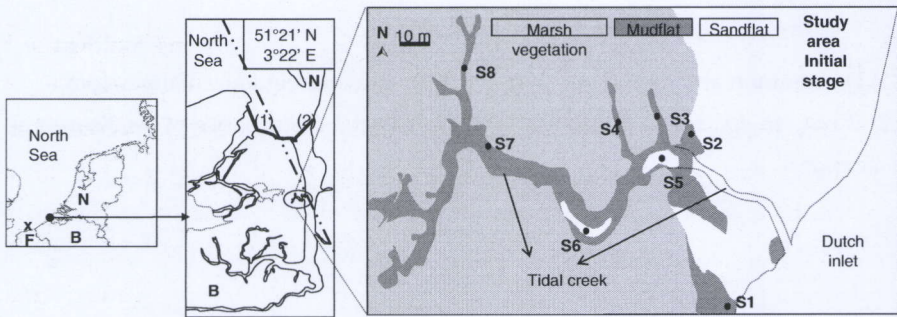 North
Sea
N
B
x
F
North
Sea
51°21' N
3°22' E
N
(1)
(2)
B
N
10 m
Marsh
vegetation
Mudflat
Sandflat
Study
area
Initial
stage
S8
S7
S4
S3
S2
S5
S6
Tidal creek
Dutch
inlet
S1